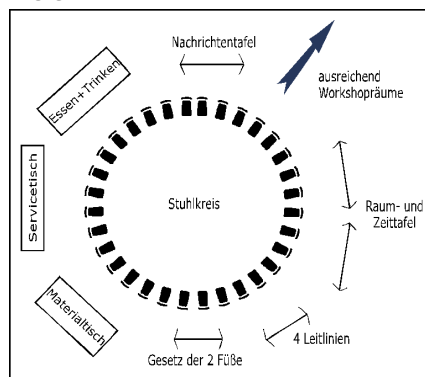 Nachrichtentafel
ausreichend
Workshopräume
Essen+Trinken
Servicetisch
Stuhlkreis
Raum- und
Zeittafel
Materialtisch
4 Leitlinien
Gesetz der 2 Füße